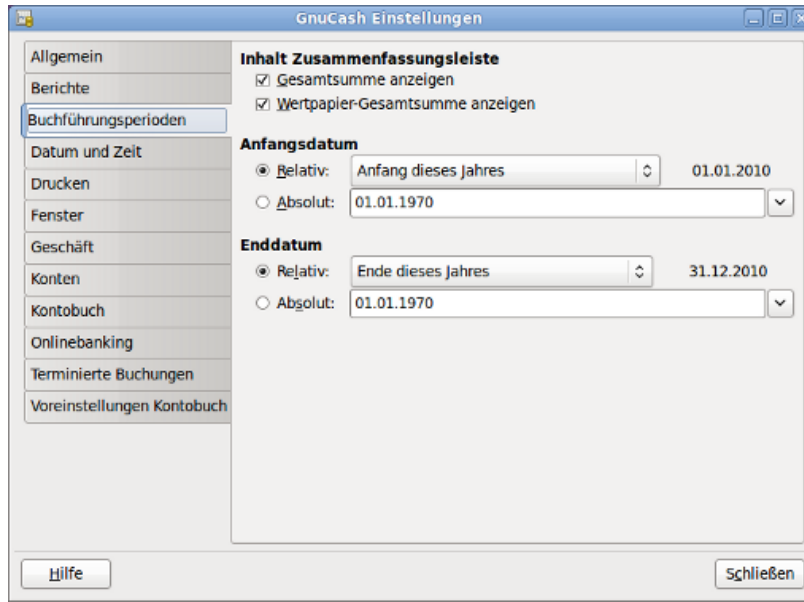 GnuCash Einstellungen
Allgemein
Berichte
Buchführungsperioden
Datum und Zeit
Drucken
Fenster
Geschäft
Konten
Kontobuch
Onlinebanking
Terminierte Buchungen
Voreinstellungen Kontobuch
Inhalt Zusammenfassungsleiste
Gesamtsumme anzeigen
Wertpapier-Gesamtsumme anzeigen
Anfangsdatum
Relativ: Anfang dieses Jahres 01.01.2010
Absolut: 01.01.1970
Enddatum
Relativ: Ende dieses Jahres 31.12.2010
Absolut: 01.01.1970
Hilfe
Schließen